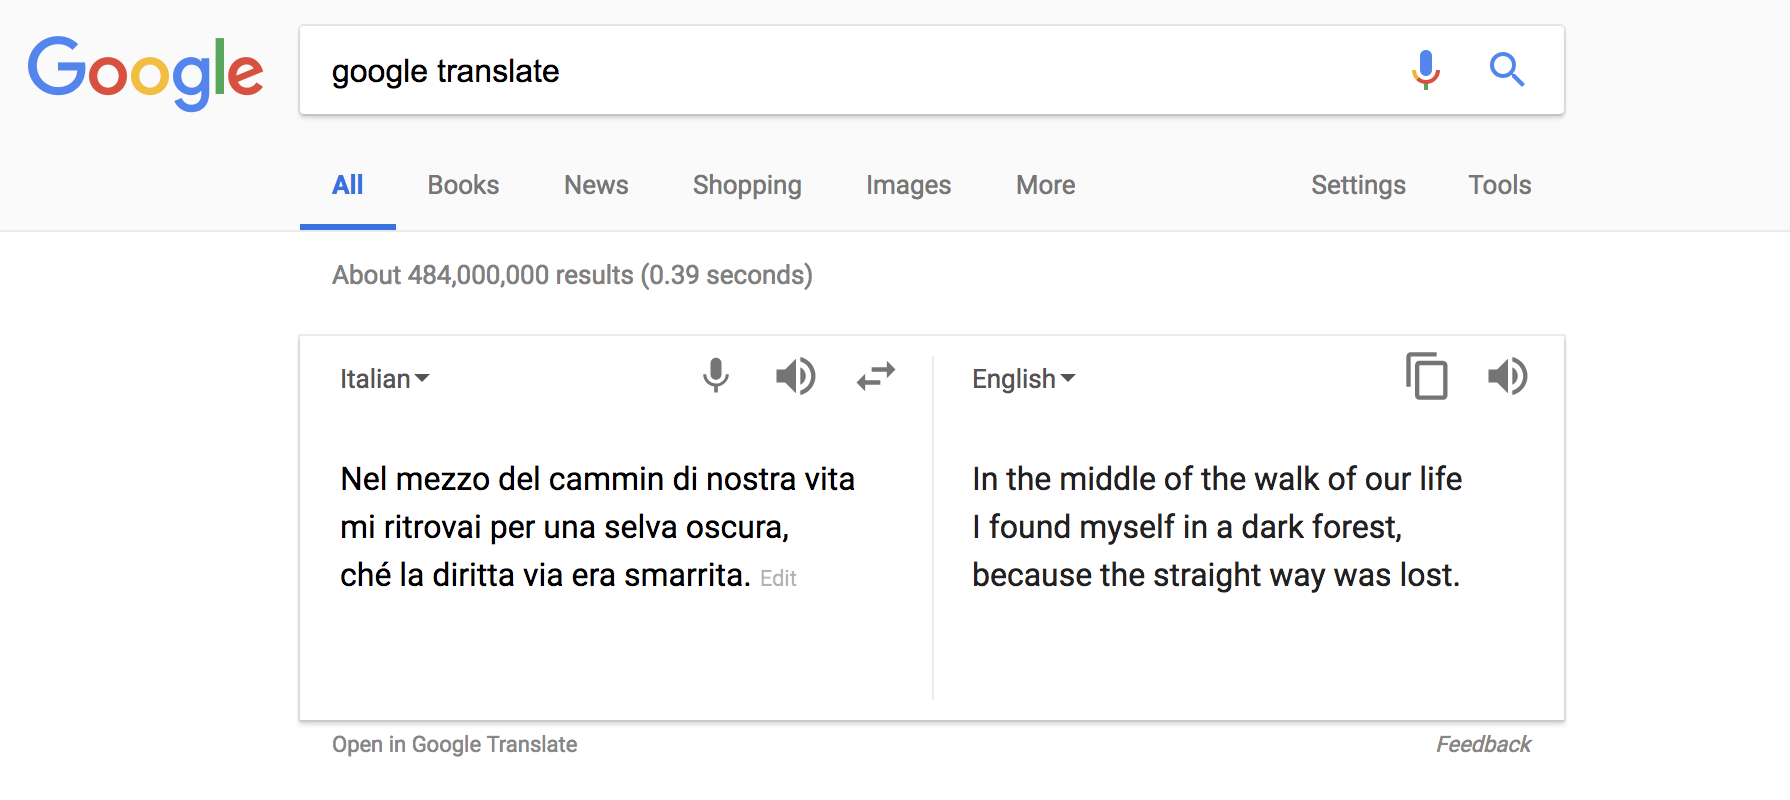 Google
google translate
All Books News Shopping Images More Settings Tools
About 484,000,000 results (0.39 seconds)
Italian
Nel mezzo del cammin di nostra vita
mi ritrovai per una selva oscura,
ché la diritta via era smarrita. Edit
English
In the middle of the walk of our life
I found myself in a dark forest,
because the straight way was lost.
Open in Google Translate
Feedback